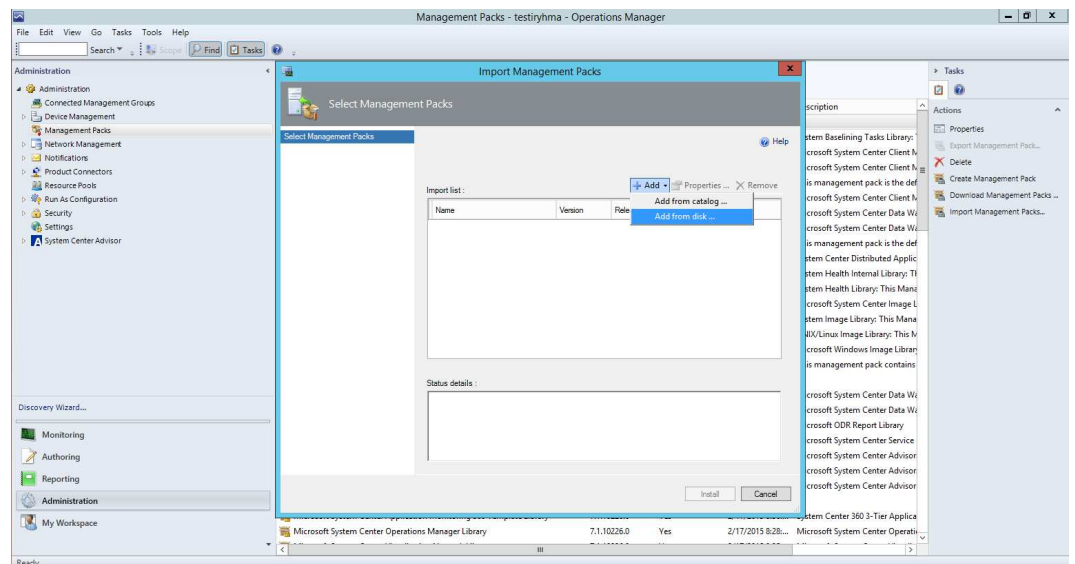 Management Packs - testiryhma - Operations Manager
File Edit View Go Tasks Tools Help
Search Scope Find Tasks
Administration
Administration
Connected Management Groups
Device Management
Management Packs
Network Management
Notifications
Product Connectors
Resource Pools
Run As Configuration
Security
Settings
System Center Advisor
Discovery Wizard...
Monitoring
Authoring
Reporting
Administration
My Workspace
Ready
Import Management Packs
Select Management Packs
Select Management Packs
Help
Import list :
Add Properties ... Remove
Add from catalog ...
Add from disk ...
Name Version Rele
Status details :
Install Cancel
scription
stem Baselining Tasks Library:
crosoft System Center Client M
crosoft System Center Client M
is management pack is the def
crosoft System Center Client M
crosoft System Center Data Wa
crosoft System Center Data Wa
is management pack is the def
stem Center Distributed Applic
stem Health Internal Library: Th
stem Health Library: This Mana
crosoft System Center Image L
stem Image Library: This Mana
NIX/Linux Image Library: This M
crosoft Windows Image Library
is management pack contains
crosoft System Center Data Wa
crosoft System Center Data Wa
crosoft ODR Report Library
crosoft System Center Service
crosoft System Center Advisor
crosoft System Center Advisor
crosoft System Center Advisor
System Center 360 3-Tier Applica
Microsoft System Center Operations Manager Library 7.1.10226.0 Yes 2/17/2015 8:28:... Microsoft System Center Operati
Tasks
Actions
Properties
Export Management Pack...
Delete
Create Management Pack
Download Management Packs ...
Import Management Packs...